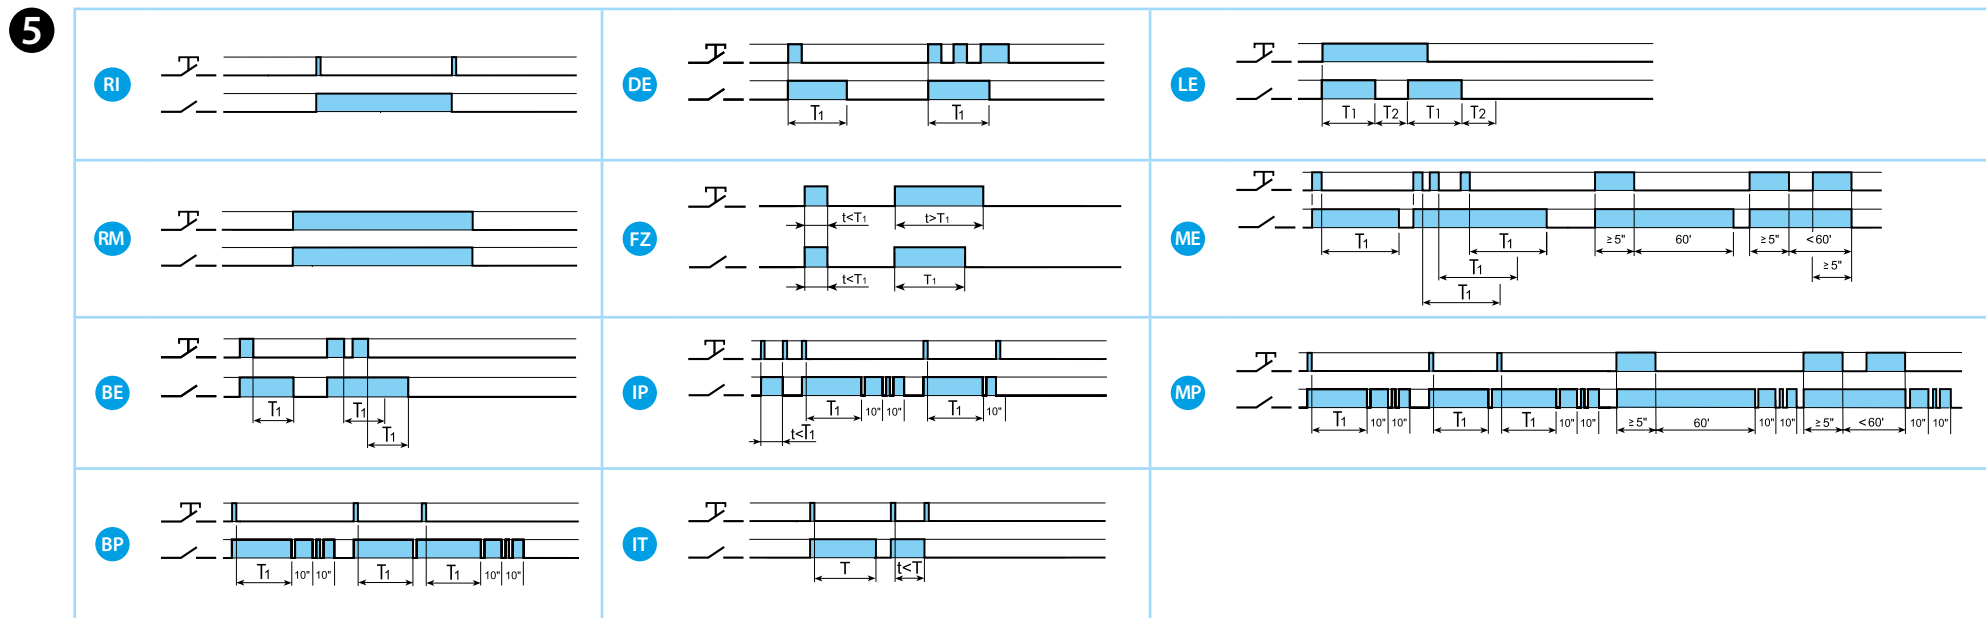 5
RI
DE
T1 T1
LE
T1 T2 T1 T2
RM
FZ
t<T1 t>T1
t<T1 T1
ME
T1 T1 ≥5" 60' ≥5" <60'
T1 ≥5"
T1
BE
T1 T1
T1
IP
T1 10" 10" T1 10"
t<T1
MP
T1 10" 10" T1 T1 10" 10" ≥5" 60' 10" 10" ≥5" <60' 10" 10"
BP
T1 10" 10" T1 T1 10" 10"
IT
T t<T